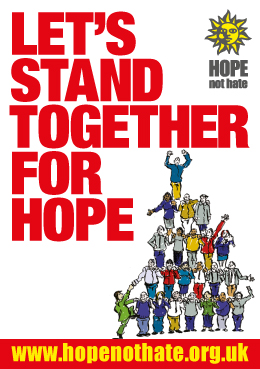 LET'S
STAND
TOGETHER
FOR
HOPE
HOPE
not hate
www.hopenothate.org.uk